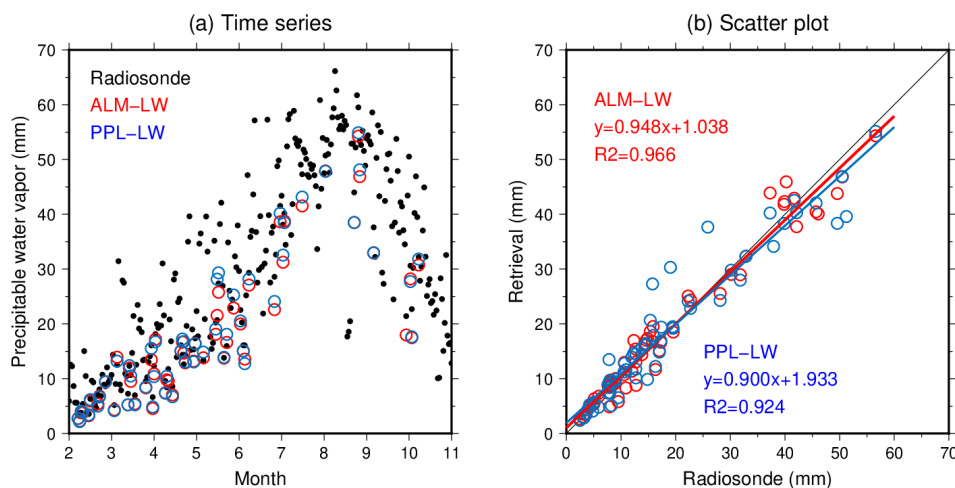 (a) Time series
Precipitable water vapor (mm)
70
60
50
40
30
20
10
0
Radiosonde
ALM-LW
PPL-LW
2 3 4 5 6 7 8 9 10 11
Month
(b) Scatter plot
Retrieval (mm)
70
60
50
40
30
20
10
0
ALM-LW
y=0.948x+1.038
R2=0.966
PPL-LW
y=0.900x+1.933
R2=0.924
0 10 20 30 40 50 60 70
Radiosonde (mm)